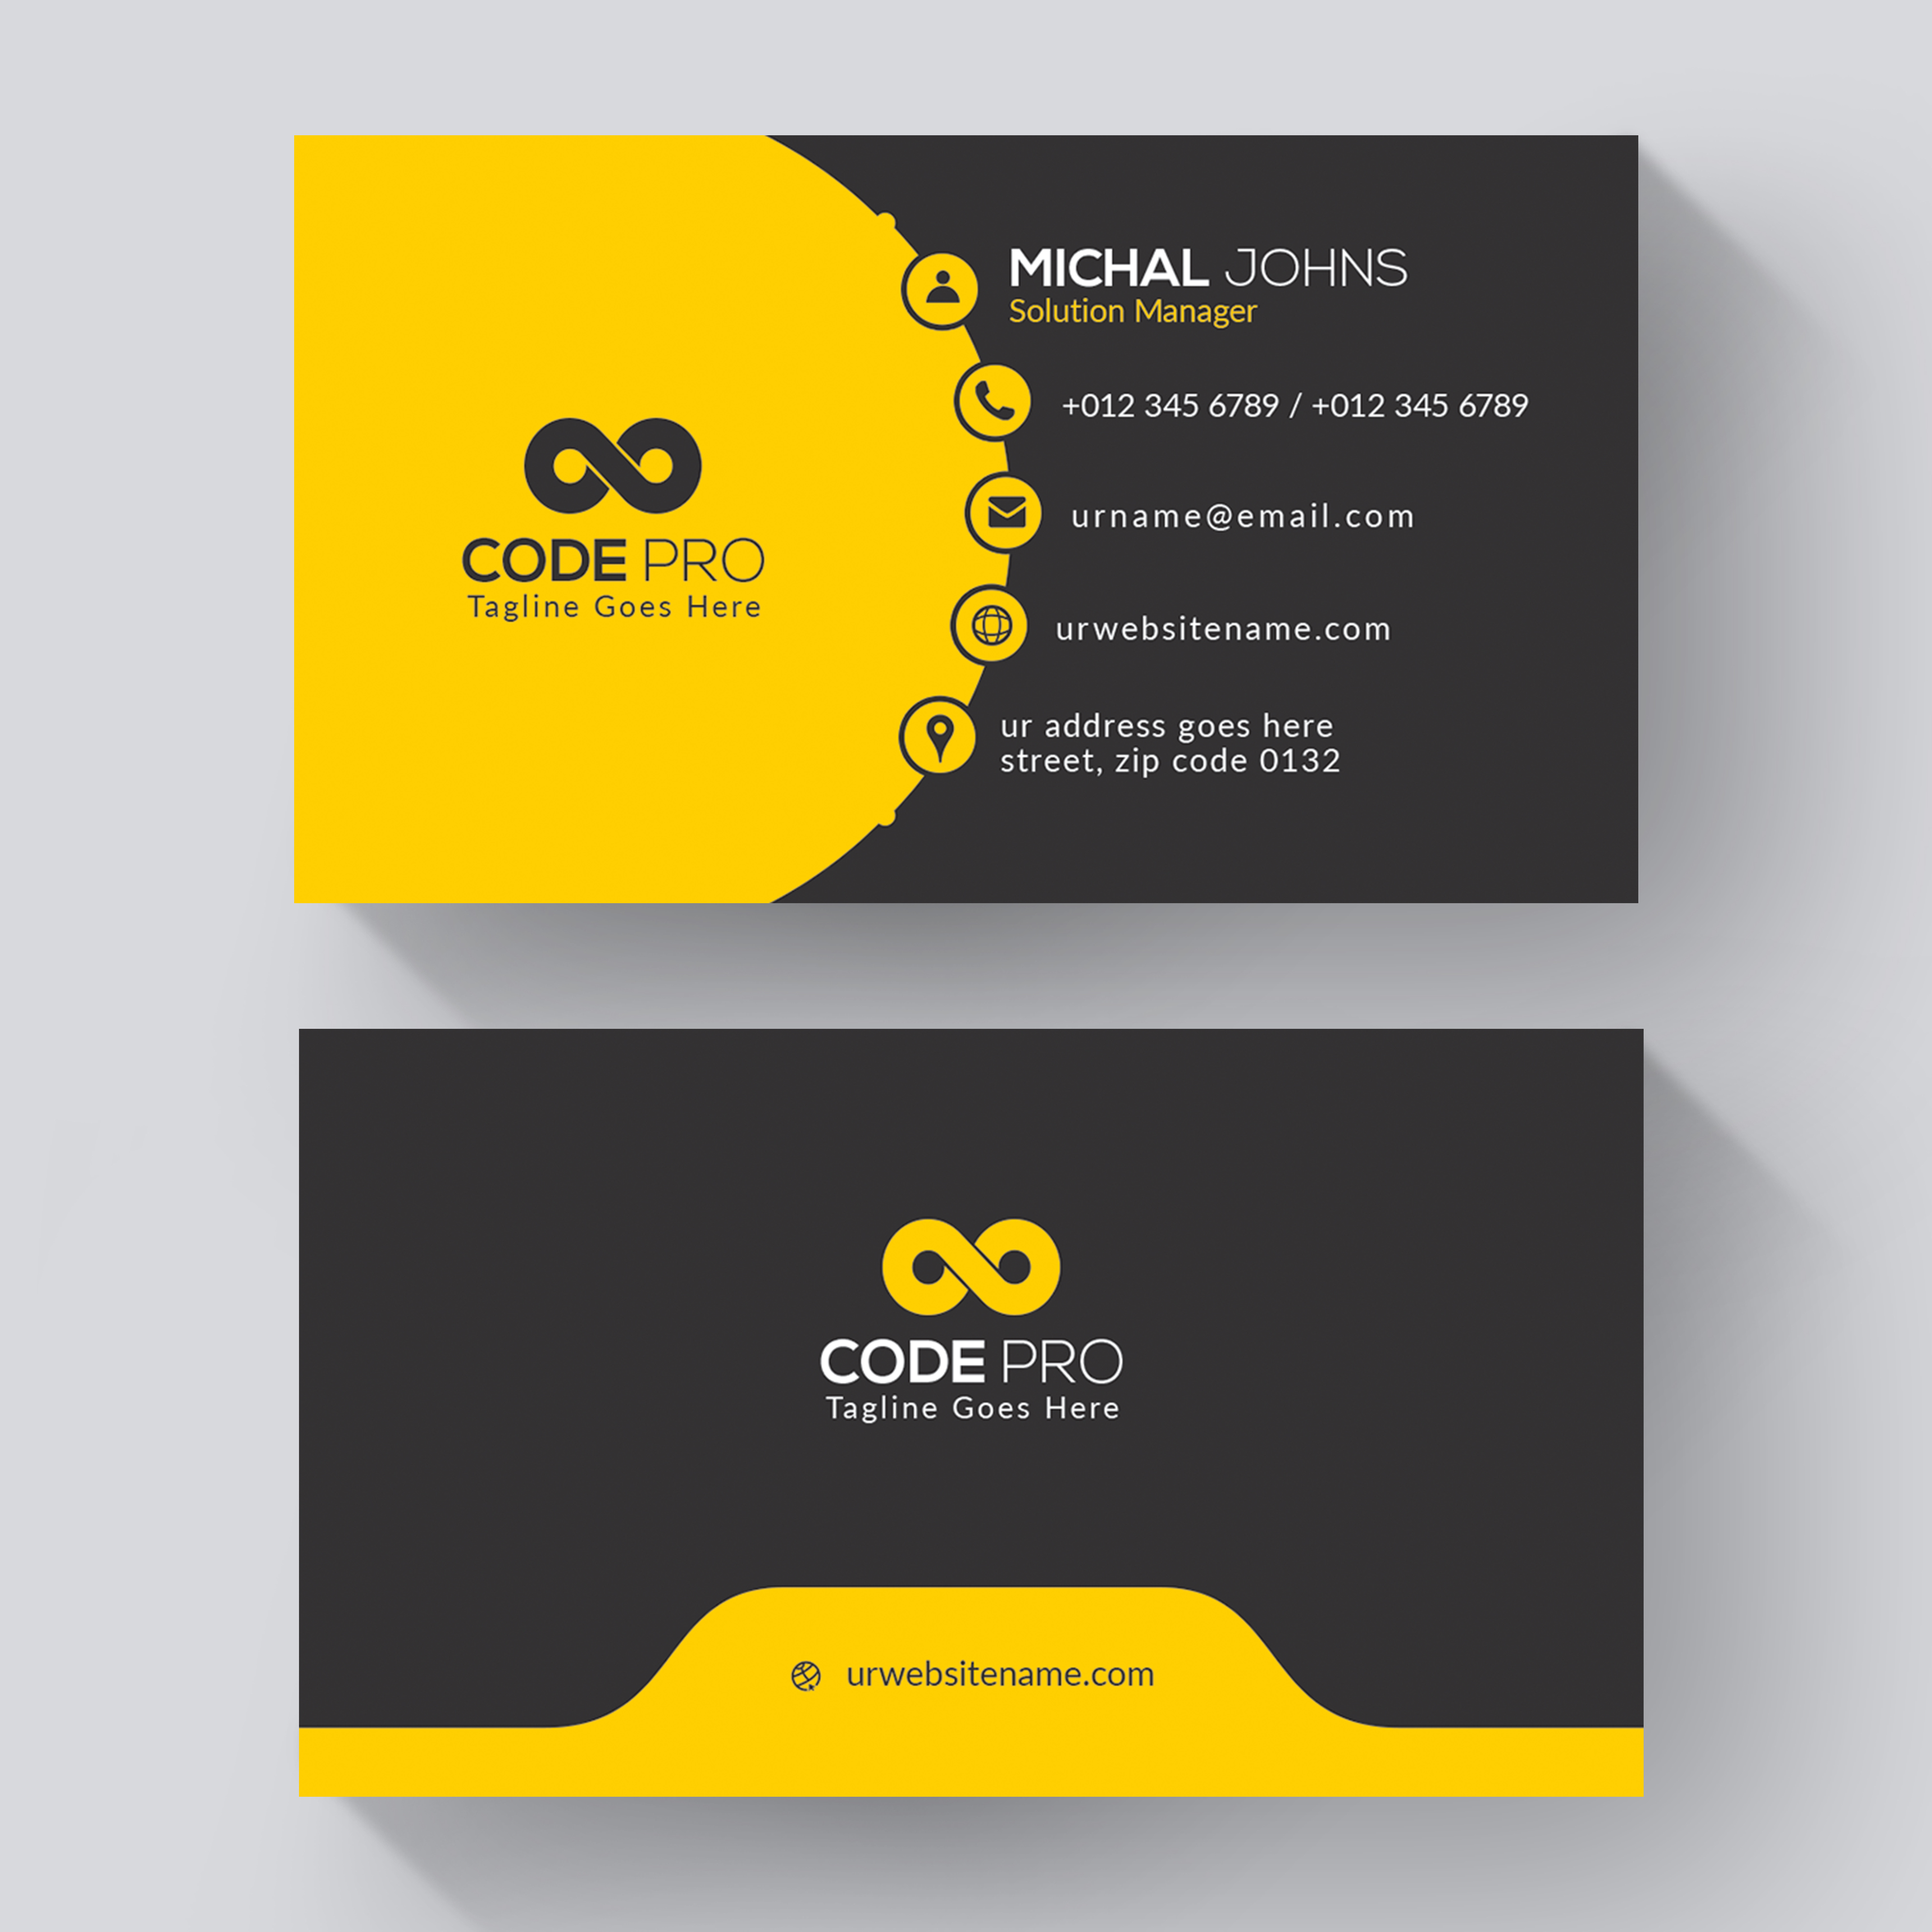 MICHAL JOHNS
Solution Manager
+012 345 6789 / +012 345 6789
urname@email.com
urwebsitename.com
ur address goes here
street, zip code 0132
CODE PRO
Tagline Goes Here
CODE PRO
Tagline Goes Here
urwebsitename.com